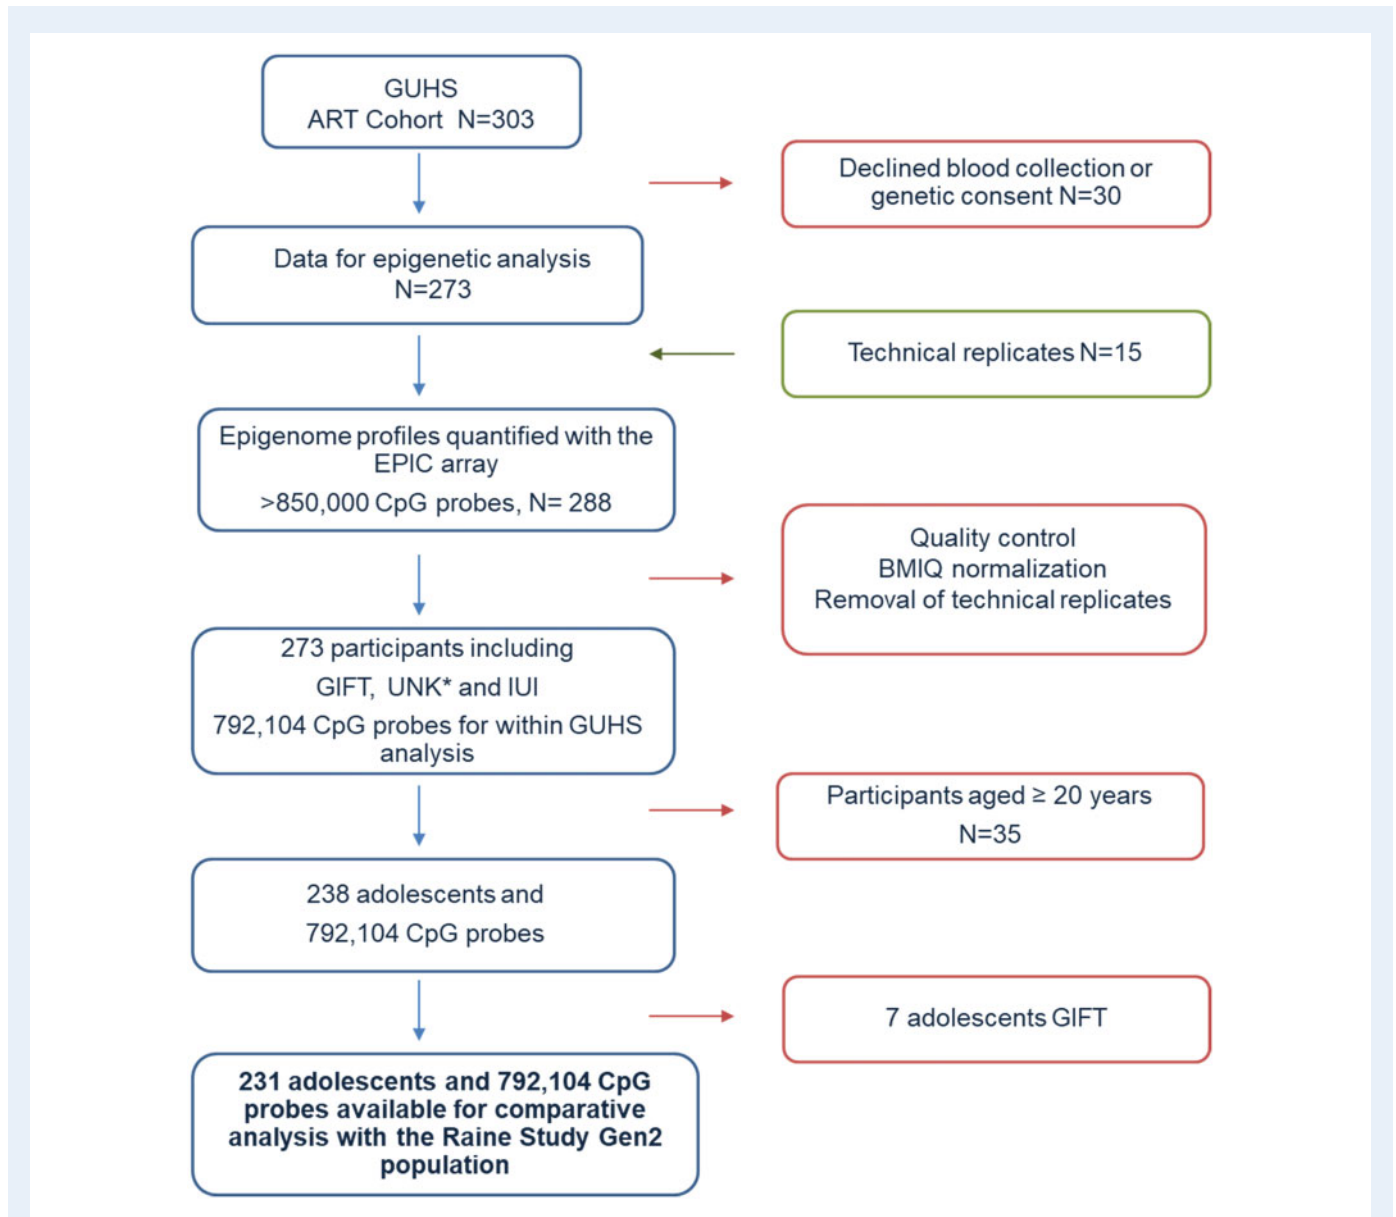 GUHS
ART Cohort N=303
Declined blood collection or
genetic consent N=30
Data for epigenetic analysis
N=273
Technical replicates N=15
Epigenome profiles quantified with the
EPIC array
>850,000 CpG probes, N= 288
Quality control
BMIQ normalization
Removal of technical replicates
273 participants including
GIFT, UNK* and IUI
792,104 CpG probes for within GUHS
analysis
Participants aged ≥ 20 years
N=35
238 adolescents and
792,104 CpG probes
7 adolescents GIFT
231 adolescents and 792,104 CpG
probes available for comparative
analysis with the Raine Study Gen2
population